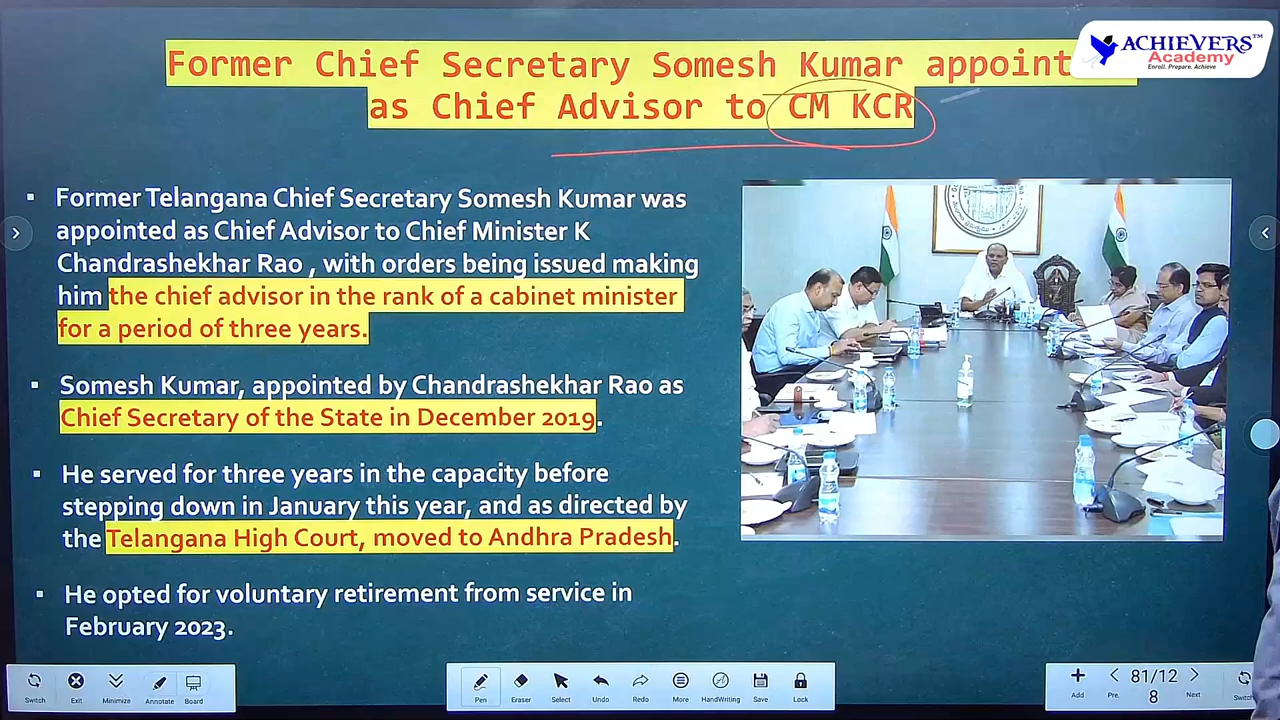 Former Chief Secretary Somesh Kumar appoint
as Chief Advisor to CM KCR
ACHIEVERS™
Academy
Enroll. Prepare. Achieve
▪ Former Telangana Chief Secretary Somesh Kumar was
appointed as Chief Advisor to Chief Minister K
Chandrashekhar Rao , with orders being issued making
him the chief advisor in the rank of a cabinet minister
for a period of three years.
▪ Somesh Kumar, appointed by Chandrashekhar Rao as
Chief Secretary of the State in December 2019.
▪ He served for three years in the capacity before
stepping down in January this year, and as directed by
the Telangana High Court, moved to Andhra Pradesh.
▪ He opted for voluntary retirement from service in
February 2023.
Switch Exit Minimize Annotate Board
Pen Eraser Select Undo Redo More HandWriting Save Lock
Add Pre. 81/12 Next Switch
8